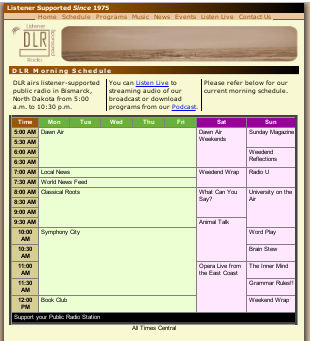 Listener Supported Since 1975
Home Schedule Programs Music News Events Listen Live Contact Us
Listener
DLR
Radio
Supported
DLR Morning Schedule
DLR airs listener-supported
public radio in Bismarck,
North Dakota from 5:00
a.m. to 10:30 p.m.
You can Listen Live to
streaming audio of our
broadcast or download
programs from our Podcast.
Please refer below for our
current morning schedule.
Time Mon Tue Wed Thu Fri Sat Sun
5:00 AM Dawn Air Dawn Air Weekends Sunday Magazine
5:30 AM
6:00 AM Weedend Reflections
6:30 AM
7:00 AM Local News Weedend Wrap Radio U
7:30 AM World News Feed
8:00 AM Classical Roots What Can You Say? University on the Air
8:30 AM
9:00 AM
9:30 AM Animal Talk
10:00 AM Symphony City Word Play
10:30 AM Brain Stew
11:00 AM Opera Live from the East Coast The Inner Mind
11:30 AM Grammar Rules!!
12:00 PM Book Club Weekend Wrap
Support your Public Radio Station
All Times Central